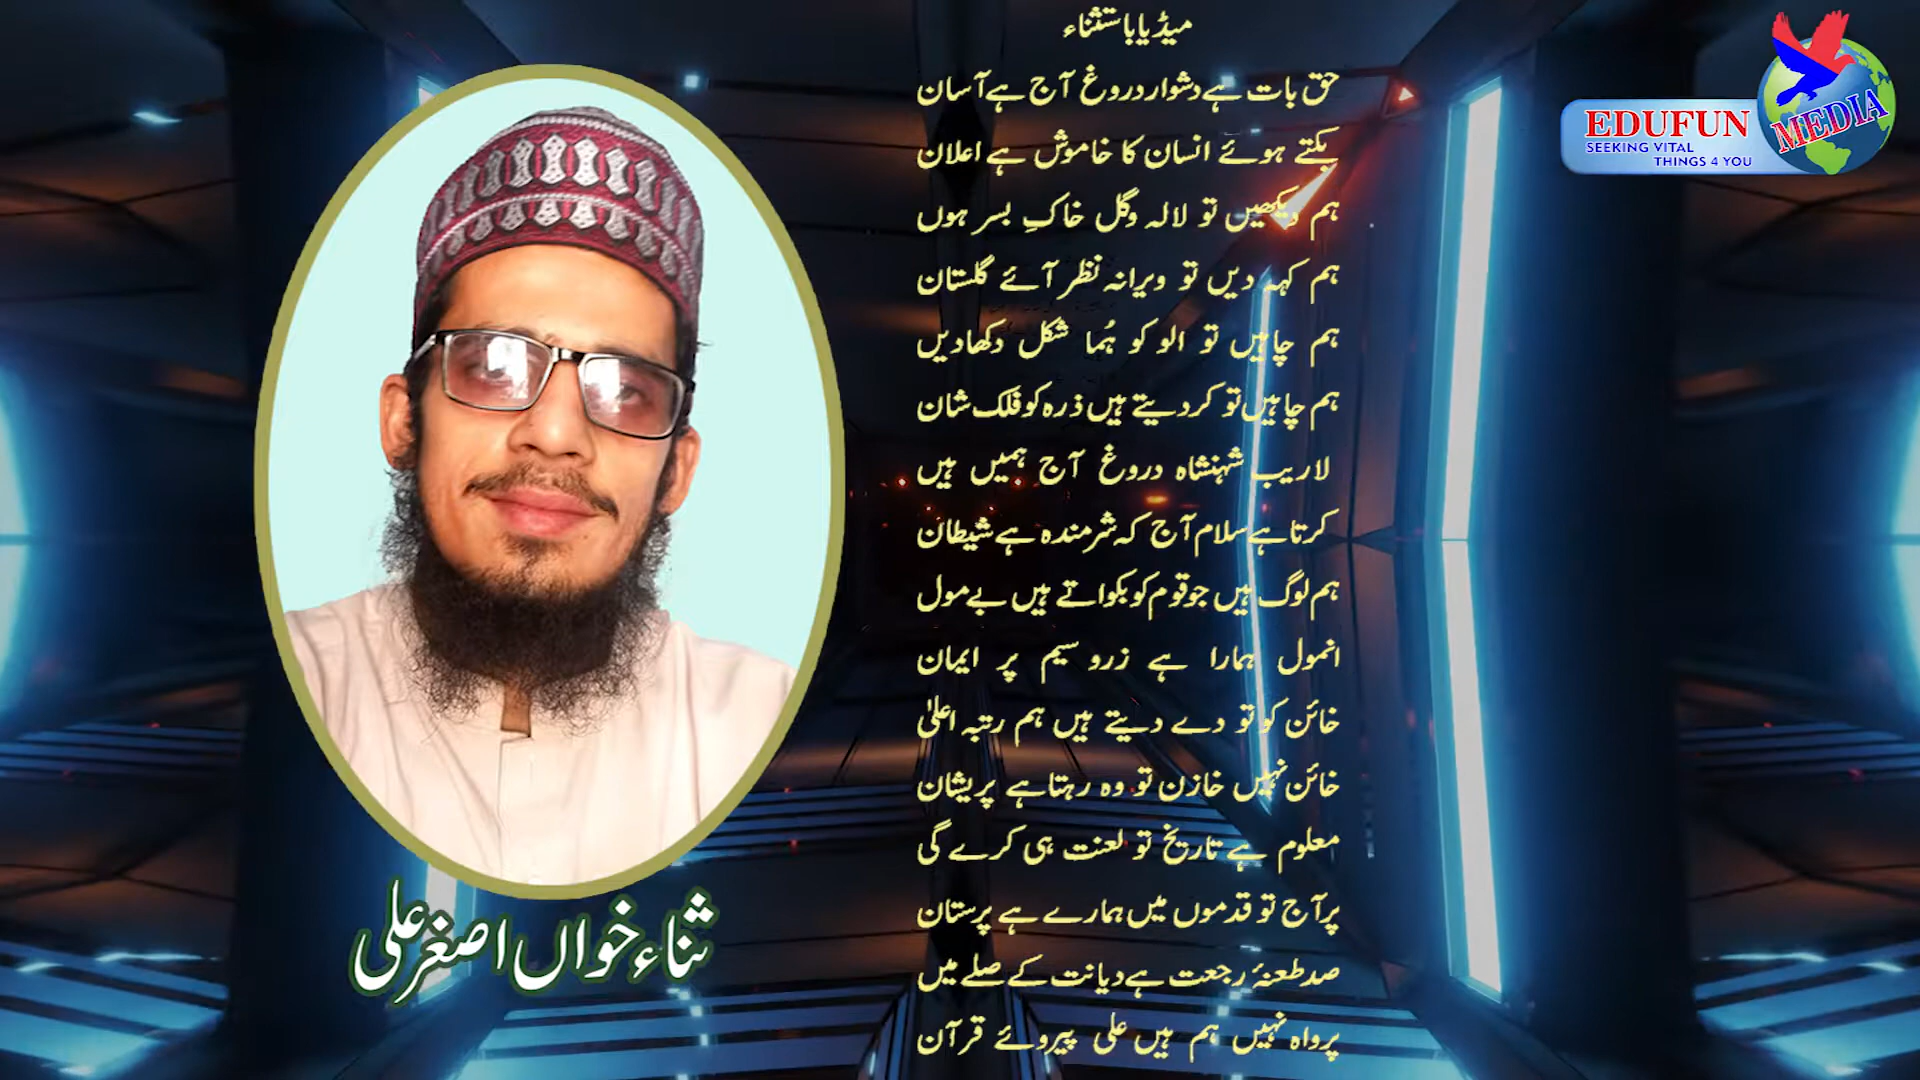 میڈیا باستثناء
حق بات ہے دشوار دروغ آج ہے آسان
بکتے ہوئے انسان کا خاموش ہے اعلان
ہم دیکھیں تو لالہ وگل خاکِ بسر ہوں
ہم کہہ دیں تو ویرانہ نظر آئے گلستان
ہم چاہیں تو الو کو ہُما شکل دکھادیں
ہم چاہیں تو کر دیتے ہیں ذرہ کو فلک شان
لاریب شہنشاہ دروغ آج ہمیں ہیں
کرتا ہے سلام آج کہ شرمندہ ہے شیطان
ہم لوگ ہیں جو قوم کو بکواتے ہیں بے مول
انمول ہمارا ہے زر و سیم پر ایمان
خائن کو تو دے دیتے ہیں ہم رتبہ اعلیٰ
خائن نہیں خازن تو وہ رہتا ہے پریشان
معلوم ہے تاریخ تو لعنت ہی کرے گی
پر آج تو قدموں میں ہمارے ہے پرستان
صد طعنۂ رجعت ہے دیانت کے صلے میں
پرواہ نہیں ہم ہیں علی پیروئے قرآن
ثناء خواں اصغر علی
EDUFUN
MEDIA
SEEKING VITAL
THINGS 4 YOU